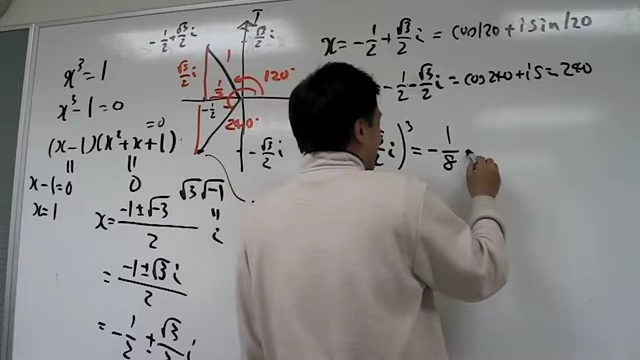 x³=1
x³-1=0
(x-1)(x²+x+1)=0
x-1=0
0
x=1
x= (-1±√-3)/2
√3 √-1
i
= (-1±√3 i)/2
= -1/2 ± √3/2 i
-1/2+√3/2 i
I
√3/2 i
1
√3/2 i
120°
-1/2
240°
-√3/2 i
x=-1/2+√3/2 i = cos120+isin120
-1/2-√3/2 i = cos240+is=240
i)³=-1/8